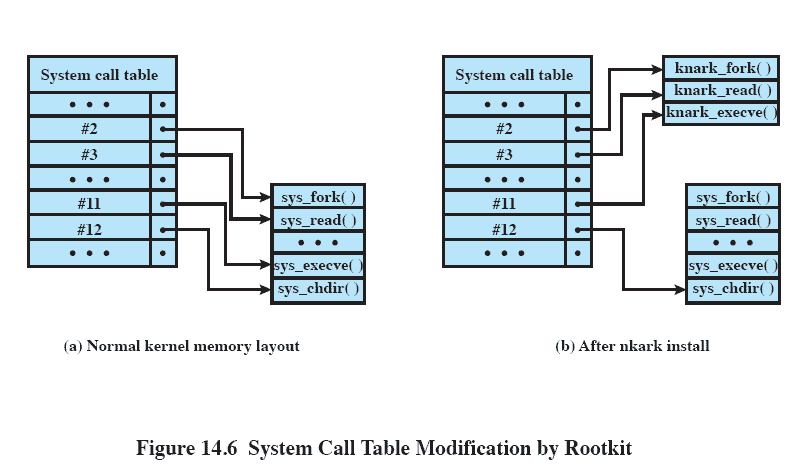 System call table
• • • •
#2 •
#3 •
• • • •
#11 •
#12 •
• • • •
sys_fork( )
sys_read( )
• • •
sys_execve( )
sys_chdir( )
(a) Normal kernel memory layout
System call table
• • • •
#2 •
#3 •
• • • •
#11 •
#12 •
• • • •
knark_fork( )
knark_read( )
knark_execve( )
sys_fork( )
sys_read( )
• • •
sys_execve( )
sys_chdir( )
(b) After nkark install
Figure 14.6 System Call Table Modification by Rootkit